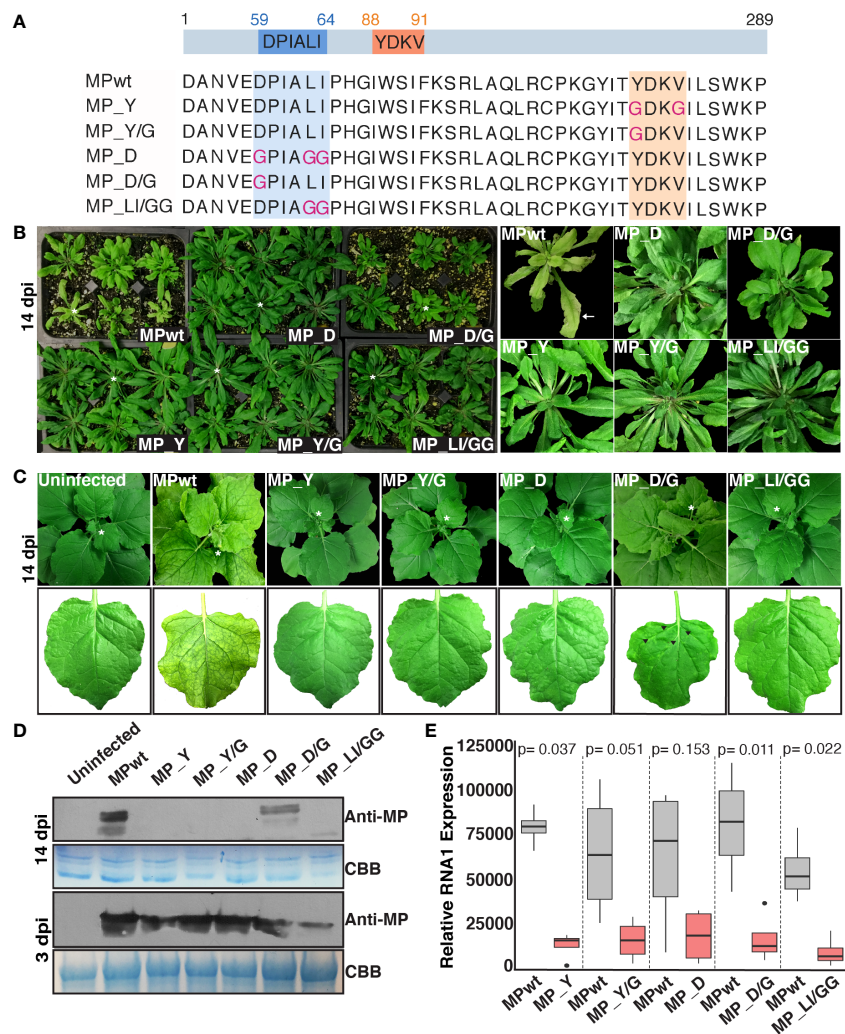 A
1 59 64 88 91 289
DPIALI YDKV
MPwt DANVEDPIALIPHGIWSIFKSRLAQLRCPKGYITYDKVILSWKP
MP_Y DANVEDPIALIPHGIWSIFKSRLAQLRCPKGYITGDKGILSWKP
MP_Y/G DANVEDPIALIPHGIWSIFKSRLAQLRCPKGYITGDKVILSWKP
MP_D DANVEGPIAGGPHGIWSIFKSRLAQLRCPKGYITYDKVILSWKP
MP_D/G DANVEGPIALIPHGIWSIFKSRLAQLRCPKGYITYDKVILSWKP
MP_LI/GG DANVEDPIAGGPHGIWSIFKSRLAQLRCPKGYITYDKVILSWKP
B
14 dpi
* MPwt * MP_D * MP_D/G
* MP_Y * MP_Y/G * MP_LI/GG
MPwt MP_D MP_D/G
MP_Y MP_Y/G MP_LI/GG
C
14 dpi
Uninfected MPwt MP_Y MP_Y/G MP_D MP_D/G MP_LI/GG
* * * * * * *
D
Uninfected MPwt MP_Y MP_Y/G MP_D MP_D/G MP_LI/GG
14 dpi
Anti-MP
CBB
3 dpi
Anti-MP
CBB
E
Relative RNA1 Expression
125000
100000
75000
50000
25000
0
p= 0.037 p= 0.051 p= 0.153 p= 0.011 p= 0.022
MPwt MP_Y MPwt MP_Y/G MPwt MP_D MPwt MP_D/G MPwt MP_LI/GG